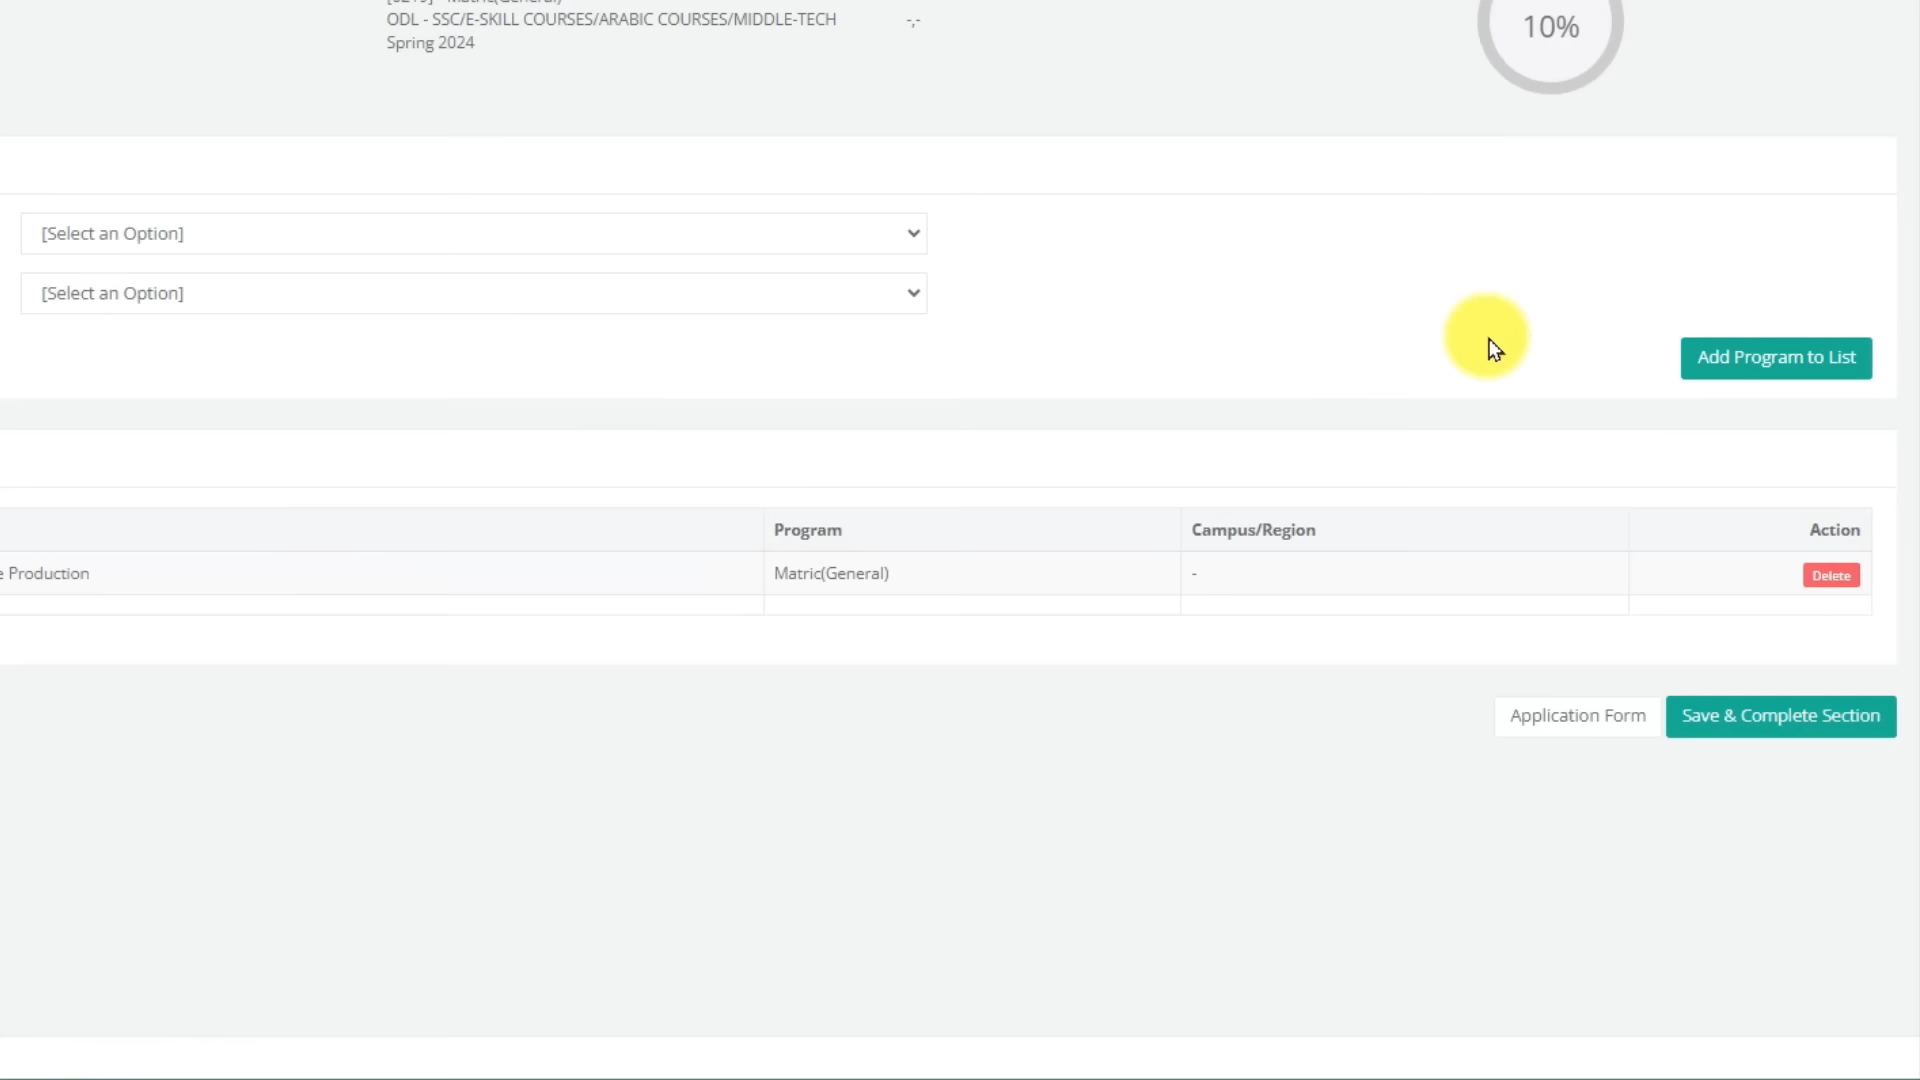 ODL - SSC/E-SKILL COURSES/ARABIC COURSES/MIDDLE-TECH -,-
Spring 2024
10%
[Select an Option]
[Select an Option]
Add Program to List
Program Campus/Region Action
Production Matric(General) - Delete
Application Form Save & Complete Section